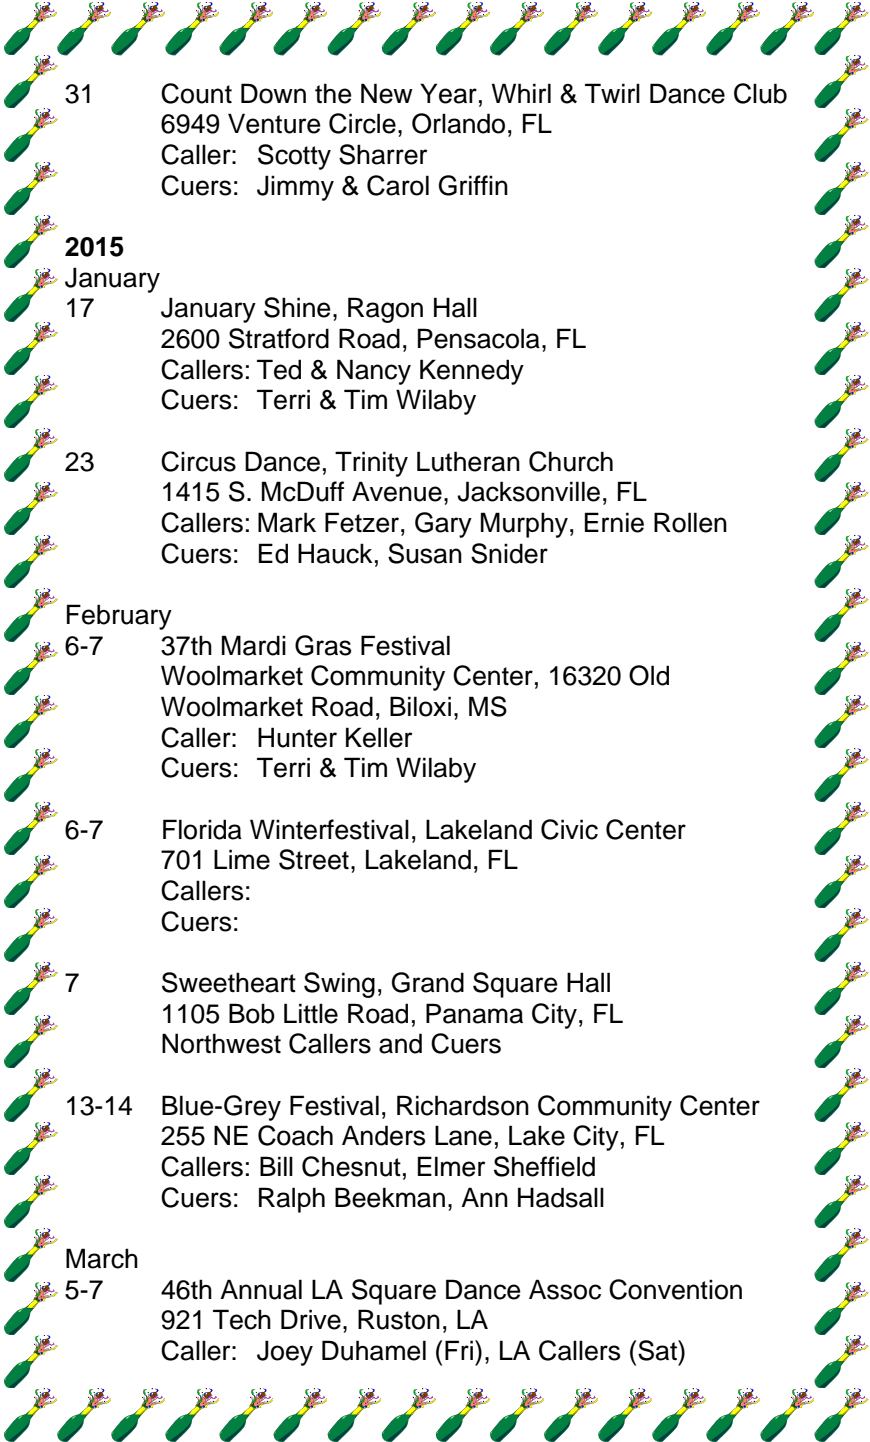 31 Count Down the New Year, Whirl & Twirl Dance Club
6949 Venture Circle, Orlando, FL
Caller: Scotty Sharrer
Cuers: Jimmy & Carol Griffin
2015
January
17 January Shine, Ragon Hall
2600 Stratford Road, Pensacola, FL
Callers: Ted & Nancy Kennedy
Cuers: Terri & Tim Wilaby
23 Circus Dance, Trinity Lutheran Church
1415 S. McDuff Avenue, Jacksonville, FL
Callers: Mark Fetzer, Gary Murphy, Ernie Rollen
Cuers: Ed Hauck, Susan Snider
February
6-7 37th Mardi Gras Festival
Woolmarket Community Center, 16320 Old
Woolmarket Road, Biloxi, MS
Caller: Hunter Keller
Cuers: Terri & Tim Wilaby
6-7 Florida Winterfestival, Lakeland Civic Center
701 Lime Street, Lakeland, FL
Callers:
Cuers:
7 Sweetheart Swing, Grand Square Hall
1105 Bob Little Road, Panama City, FL
Northwest Callers and Cuers
13-14 Blue-Grey Festival, Richardson Community Center
255 NE Coach Anders Lane, Lake City, FL
Callers: Bill Chesnut, Elmer Sheffield
Cuers: Ralph Beekman, Ann Hadsall
March
5-7 46th Annual LA Square Dance Assoc Convention
921 Tech Drive, Ruston, LA
Caller: Joey Duhamel (Fri), LA Callers (Sat)